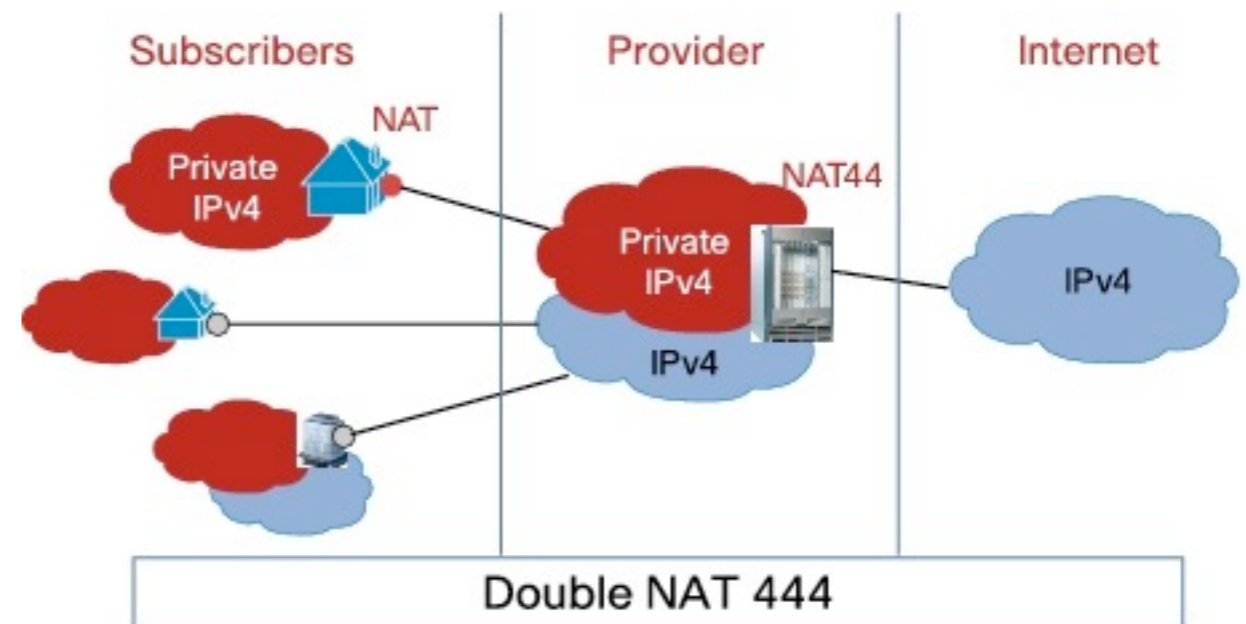 Subscribers
Provider
Internet
NAT
Private
IPv4
NAT44
Private
IPv4
IPv4
IPv4
Double NAT 444